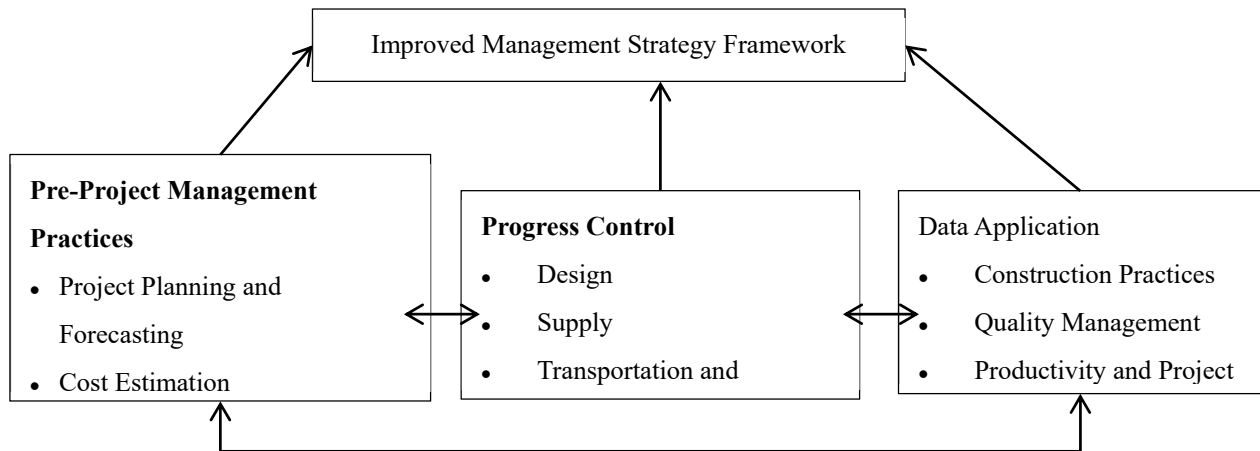 Improved Management Strategy Framework
Pre-Project Management
Practices
• Project Planning and
Forecasting
• Cost Estimation
Progress Control
• Design
• Supply
• Transportation and
Data Application
• Construction Practices
• Quality Management
• Productivity and Project